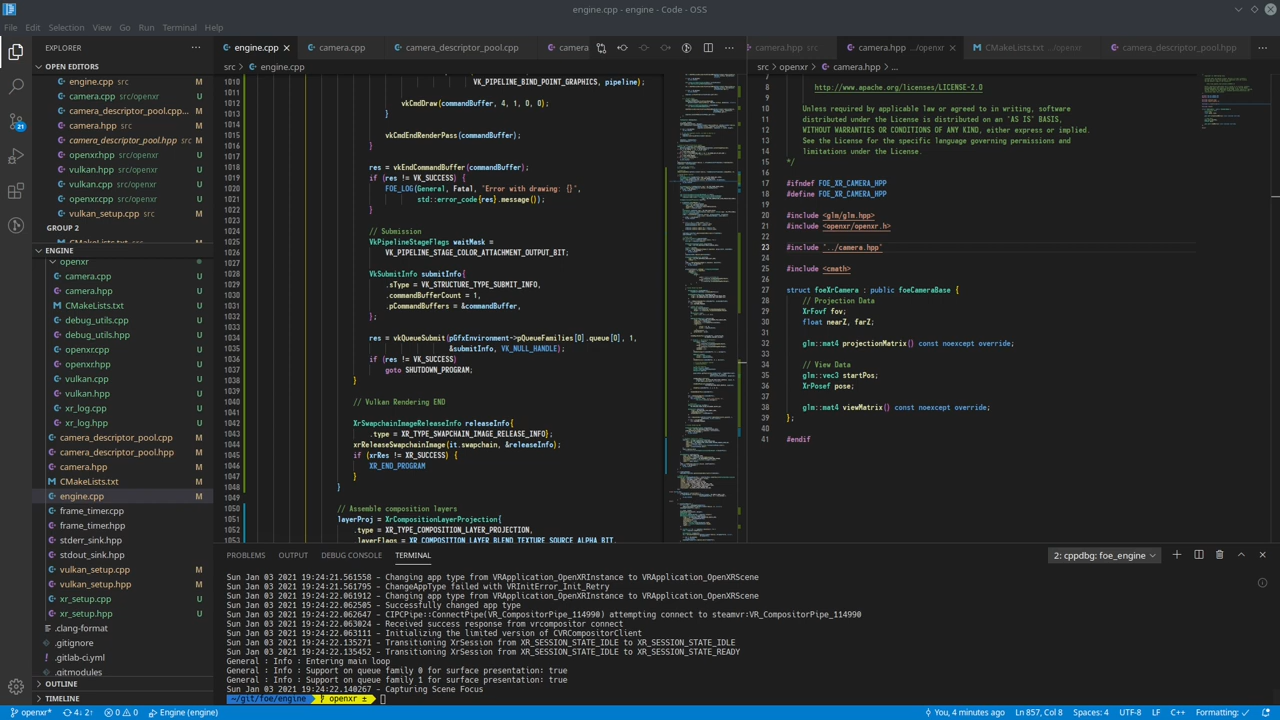 engine.cpp - engine - Code - OSS
File Edit Selection View Go Run Terminal Help
EXPLORER
OPEN EDITORS
engine.cpp src M
camera.cpp src/openxr U
camera_descriptor_pool.cpp... M
camera.hpp src M
camera_descriptor_pool.cpp M
openxr.hpp src/openxr U
vulkan.hpp src/openxr U
vulkan.cpp src/openxr U
openxr.cpp src/openxr U
vulkan_setup.cpp src M
GROUP 2
CMakeLists.txt M
ENGINE
openxr
camera.cpp U
camera.hpp U
CMakeLists.txt U
debug_utils.cpp U
debug_utils.hpp U
openxr.cpp U
openxr.hpp U
vulkan.cpp U
vulkan.hpp U
xr_log.cpp U
xr_log.hpp U
camera_descriptor_pool.cpp M
camera_descriptor_pool.hpp M
camera.hpp M
CMakeLists.txt M
engine.cpp M
frame_timer.cpp
frame_timer.hpp
stderr_sink.hpp
stdout_sink.hpp
vulkan_setup.cpp M
vulkan_setup.hpp M
xr_setup.cpp U
xr_setup.hpp U
.clang-format
.gitignore
.gitlab-ci.yml
.gitmodules
OUTLINE
TIMELINE
21
engine.cpp camera.cpp camera_descriptor_pool.cpp camera
src > engine.cpp
1010 VK_PIPELINE_BIND_POINT_GRAPHICS, pipeline);
1011
1012 vkCmdDraw(commandBuffer, 4, 1, 0, 0);
1013 }
1014
1015 vkCmdEndRenderPass(commandBuffer);
1016 }
1017
1018 res = vkEndCommandBuffer(commandBuffer);
1019 if (res != VK_SUCCESS) {
1020 FOE_LOG(General, Fatal, "Error with drawing: {}",
1021 std::error_code{res}.message());
1022 }
1023
1024 // Submission
1025 VkPipelineStageFlags waitMask =
1026 VK_PIPELINE_STAGE_COLOR_ATTACHMENT_OUTPUT_BIT;
1027
1028 VkSubmitInfo submitInfo{
1029 .sType = VK_STRUCTURE_TYPE_SUBMIT_INFO,
1030 .commandBufferCount = 1,
1031 .pCommandBuffers = &commandBuffer,
1032 };
1033
1034 res = vkQueueSubmit(pGfxEnvironment->pQueueFamilies[0].queue[0], 1,
1035 &submitInfo, VK_NULL_HANDLE);
1036 if (res != VK_SUCCESS)
1037 goto SHUTDOWN_PROGRAM;
1038 }
1039
1040 // Vulkan Rendering END
1041
1042 XrSwapchainImageReleaseInfo releaseInfo{
1043 .type = XR_TYPE_SWAPCHAIN_IMAGE_RELEASE_INFO};
1044 xrReleaseSwapchainImage(it.swapchain, &releaseInfo);
1045 if (xrRes != XR_SUCCESS) {
1046 XR_END_PROGRAM
1047 }
1048 }
1049
1050 // Assemble composition layers
1051 layerProj = XrCompositionLayerProjection{
1052 .type = XR_TYPE_COMPOSITION_LAYER_PROJECTION,
1053 .layerFlags = XR_COMPOSITION_LAYER_BLEND_TEXTURE_SOURCE_ALPHA_BIT,
camera.hpp src camera.hpp ../openxr CMakeLists.txt ../openxr camera_descriptor_pool.hpp
src > openxr > camera.hpp > ...
7
8 http://www.apache.org/licenses/LICENSE-2.0
9
10 Unless required by applicable law or agreed to in writing, software
11 distributed under the License is distributed on an "AS IS" BASIS,
12 WITHOUT WARRANTIES OR CONDITIONS OF ANY KIND, either express or implied.
13 See the License for the specific language governing permissions and
14 limitations under the License.
15 */
16
17 #ifndef FOE_XR_CAMERA_HPP
18 #define FOE_XR_CAMERA_HPP
19
20 #include <glm/glm.hpp>
21 #include <openxr/openxr.h>
22
23 #include "../camera.hpp"
24
25 #include <cmath>
26
27 struct foeXrCamera : public foeCameraBase {
28 // Projection Data
29 XrFovf fov;
30 float nearZ, farZ;
31
32 glm::mat4 projectionMatrix() const noexcept override;
33
34 // View Data
35 glm::vec3 startPos;
36 XrPosef pose;
37
38 glm::mat4 viewMatrix() const noexcept override;
39 };
40
41 #endif
PROBLEMS OUTPUT DEBUG CONSOLE TERMINAL 2: cppdbg: foe_engine
Sun Jan 03 2021 19:24:21.561558 - Changing app type from VRApplication_OpenXRInstance to VRApplication_OpenXRScene
Sun Jan 03 2021 19:24:21.561795 - ChangeAppType failed with VRInitError_Init_Retry
Sun Jan 03 2021 19:24:22.061912 - Changing app type from VRApplication_OpenXRInstance to VRApplication_OpenXRScene
Sun Jan 03 2021 19:24:22.062505 - Successfully changed app type
Sun Jan 03 2021 19:24:22.062647 - CIPCPipe::ConnectPipe(VR_CompositorPipe_114990) attempting connect to steamvr:VR_CompositorPipe_114990
Sun Jan 03 2021 19:24:22.063024 - Received success response from vrcompositor connect
Sun Jan 03 2021 19:24:22.063111 - Initializing the limited version of CVRCompositorClient
Sun Jan 03 2021 19:24:22.135271 - Transitioning XrSession from XR_SESSION_STATE_IDLE to XR_SESSION_STATE_IDLE
Sun Jan 03 2021 19:24:22.135452 - Transitioning XrSession from XR_SESSION_STATE_IDLE to XR_SESSION_STATE_READY
General : Info : Entering main loop
General : Info : Support on queue family 0 for surface presentation: true
General : Info : Support on queue family 1 for surface presentation: true
Sun Jan 03 2021 19:24:22.140267 - Capturing Scene Focus
~/git/foe/engine openxr ±
openxr* 4↓ 2↑ 0 0 Engine (engine) You, 4 minutes ago Ln 857, Col 8 Spaces: 4 UTF-8 LF C++ Formatting: ✓